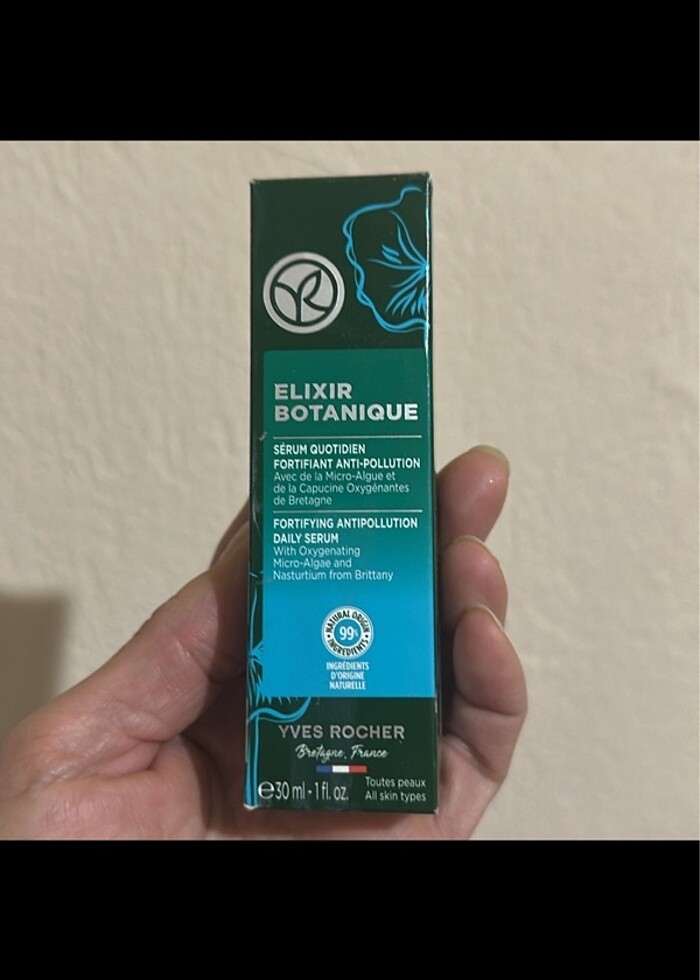 ELIXIR
BOTANIQUE
SÉRUM QUOTIDIEN
FORTIFIANT ANTI-POLLUTION
Avec de la Micro-Algue et
de la Capucine Oxygénantes
de Bretagne
FORTIFYING ANTIPOLLUTION
DAILY SERUM
With Oxygenating
Micro-Algae and
Nasturtium from Brittany
NATURAL ORIGIN
99%
INGREDIENTS
INGRÉDIENTS
D'ORIGINE
NATURELLE
YVES ROCHER
Bretagne, France
℮30 ml - 1 fl. oz.
Toutes peaux
All skin types